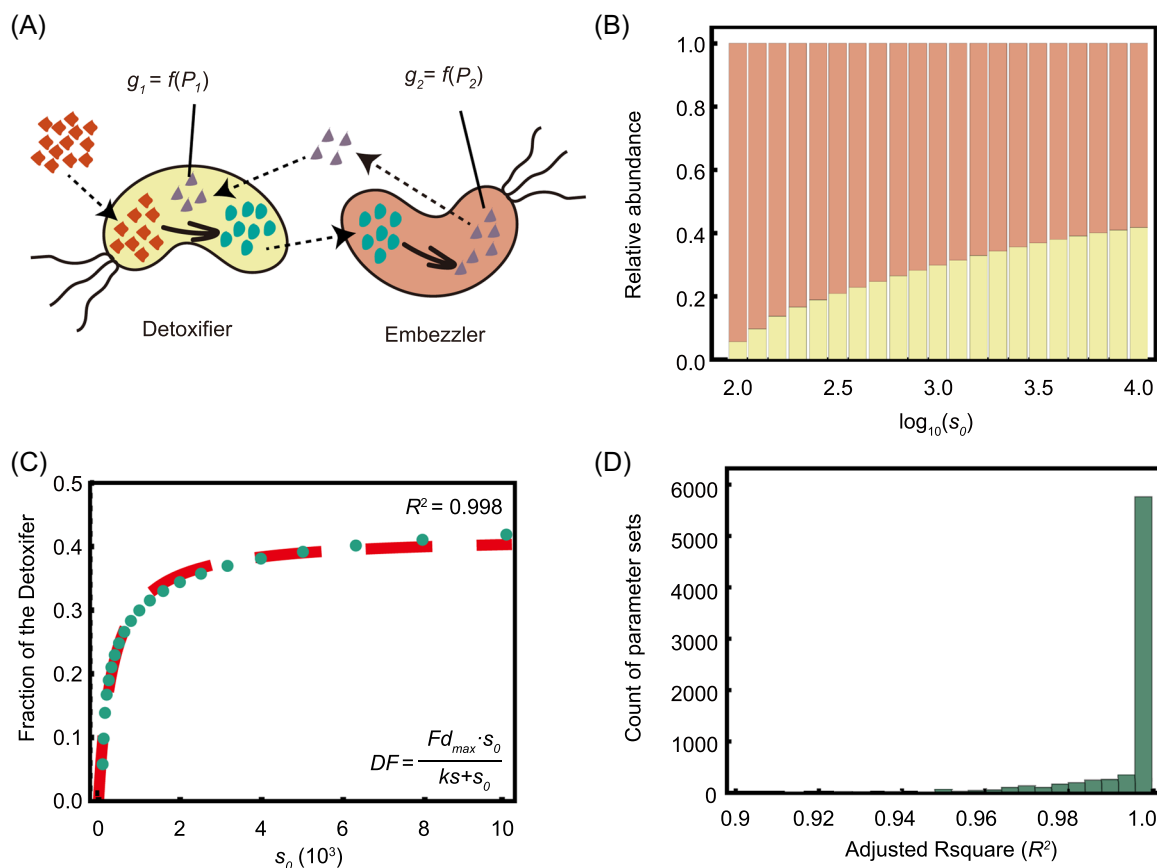 (A)
g1 = f(P1)
g2 = f(P2)
Detoxifier
Embezzler
(B)
1.0
0.8
0.6
0.4
0.2
0.0
Relative abundance
2.0 2.5 3.0 3.5 4.0
log10(s0)
(C)
0.5
0.4
0.3
0.2
0.1
0.0
Fraction of the Detoxifer
R2 = 0.998
DF = Fdmax·s0
ks+s0
0 2 4 6 8 10
s0 (103)
(D)
6000
5000
4000
3000
2000
1000
0
Count of parameter sets
0.9 0.92 0.94 0.96 0.98 1.0
Adjusted Rsquare (R2)